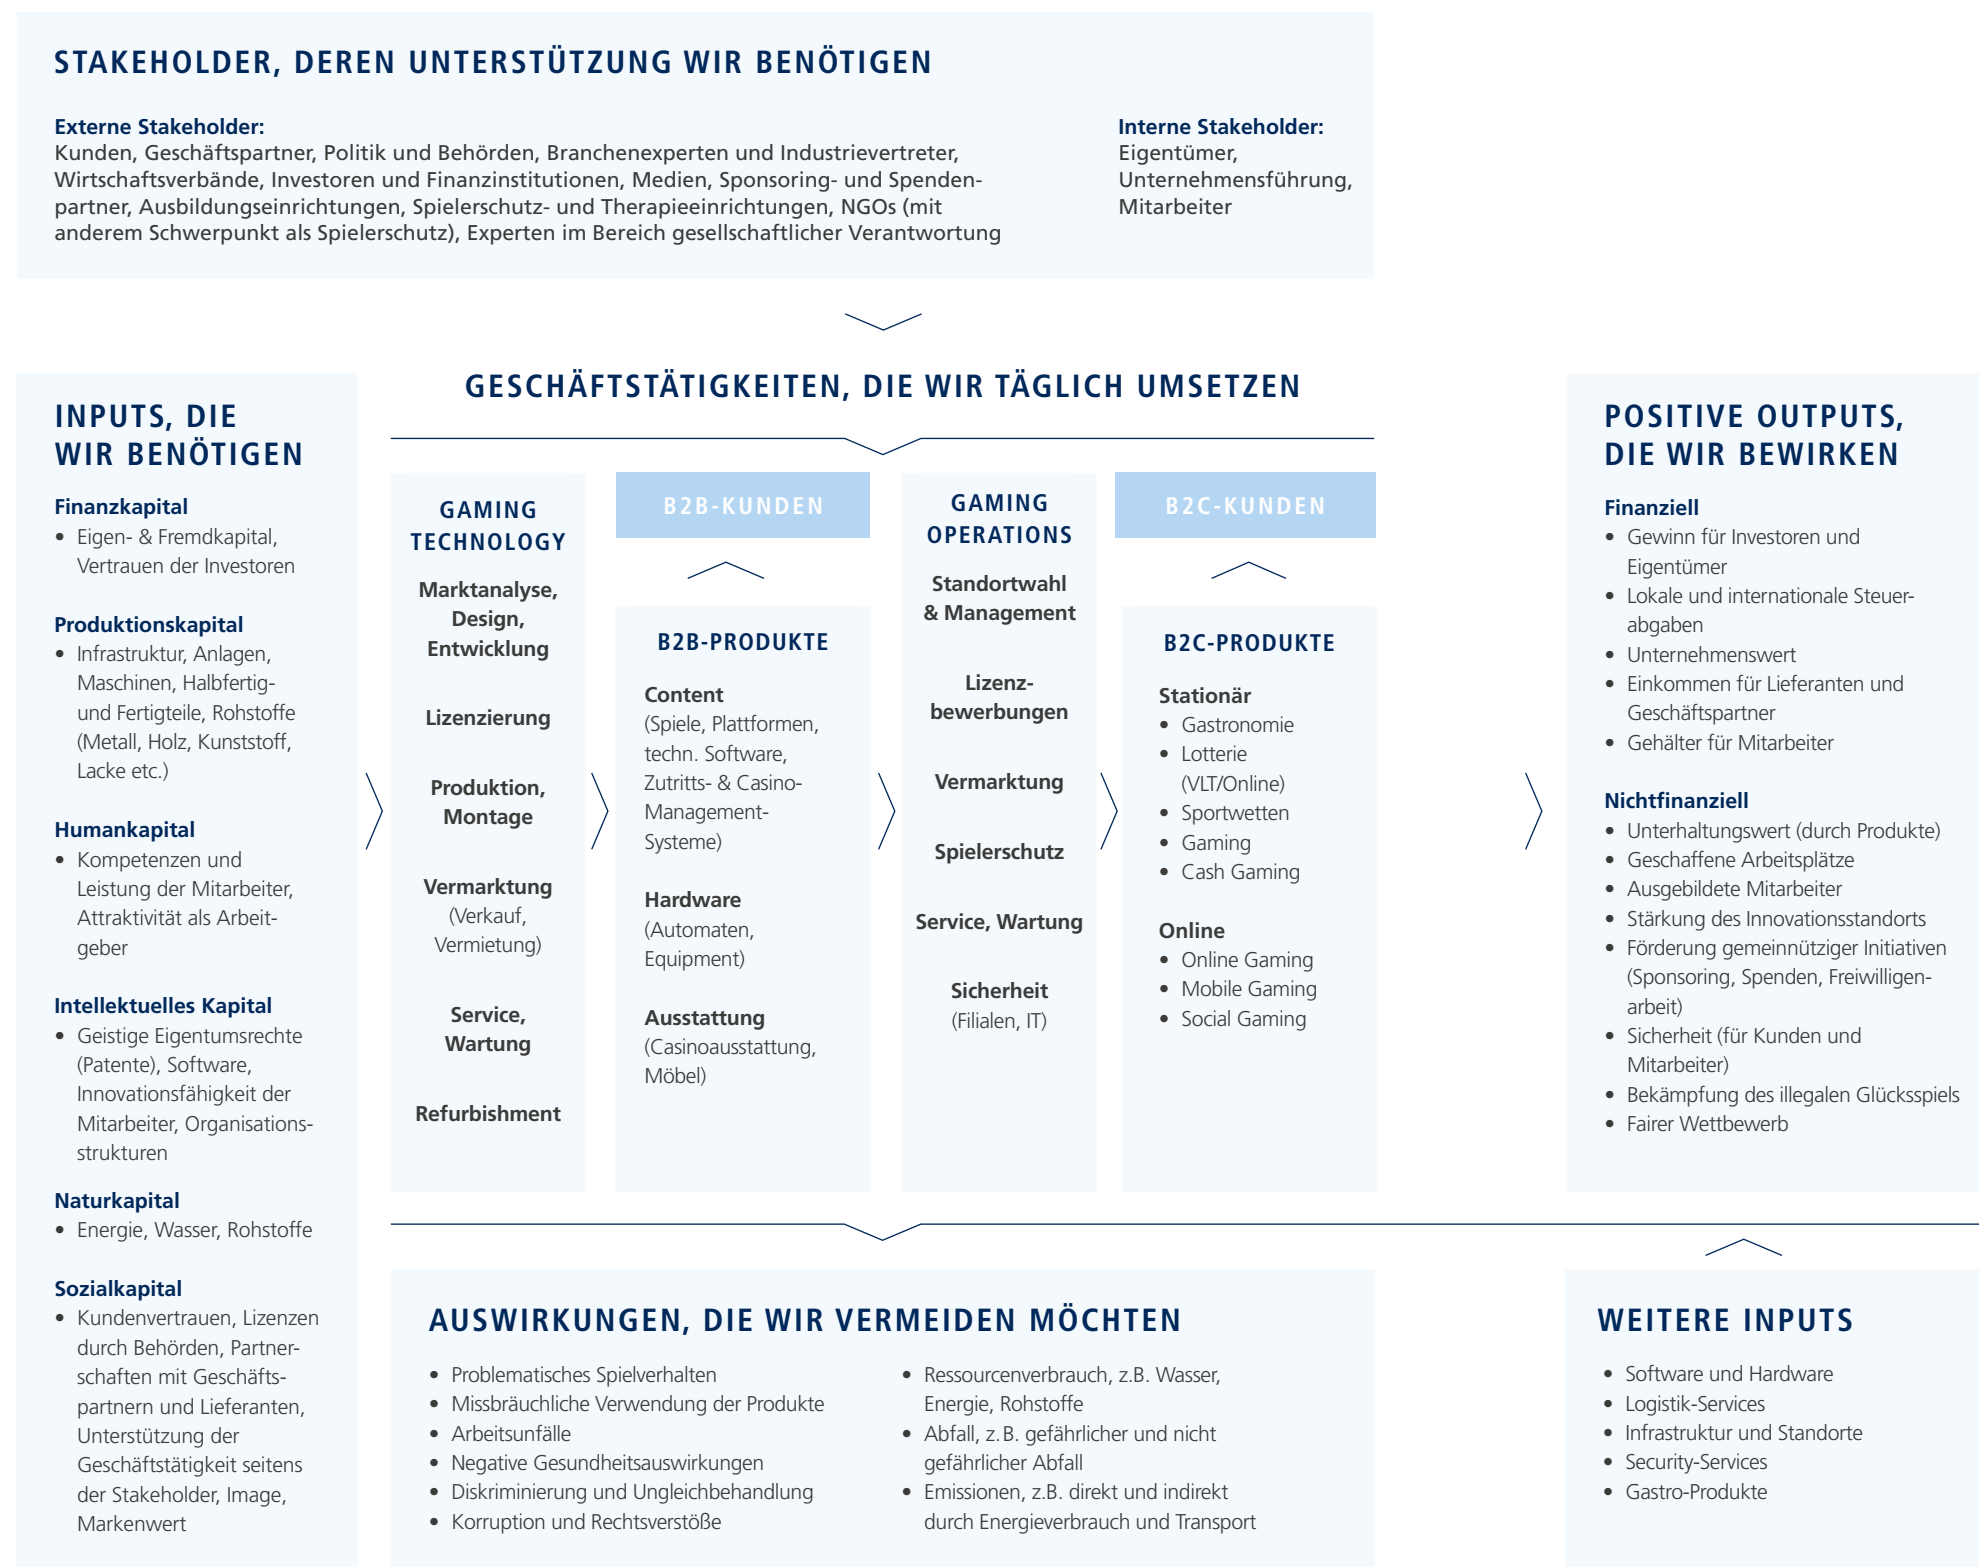 STAKEHOLDER, DEREN UNTERSTÜTZUNG WIR BENÖTIGEN
Externe Stakeholder:
Kunden, Geschäftspartner, Politik und Behörden, Branchenexperten und Industrievertreter,
Wirtschaftsverbände, Investoren und Finanzinstitutionen, Medien, Sponsoring- und Spenden-
partner, Ausbildungseinrichtungen, Spielerschutz- und Therapieeinrichtungen, NGOs (mit
anderem Schwerpunkt als Spielerschutz), Experten im Bereich gesellschaftlicher Verantwortung
Interne Stakeholder:
Eigentümer,
Unternehmensführung,
Mitarbeiter
INPUTS, DIE
WIR BENÖTIGEN
Finanzkapital
• Eigen- & Fremdkapital,
Vertrauen der Investoren
Produktionskapital
• Infrastruktur, Anlagen,
Maschinen, Halbfertig-
und Fertigteile, Rohstoffe
(Metall, Holz, Kunststoff,
Lacke etc.)
Humankapital
• Kompetenzen und
Leistung der Mitarbeiter,
Attraktivität als Arbeit-
geber
Intellektuelles Kapital
• Geistige Eigentumsrechte
(Patente), Software,
Innovationsfähigkeit der
Mitarbeiter, Organisations-
strukturen
Naturkapital
• Energie, Wasser, Rohstoffe
Sozialkapital
• Kundenvertrauen, Lizenzen
durch Behörden, Partner-
schaften mit Geschäfts-
partnern und Lieferanten,
Unterstützung der
Geschäftstätigkeit seitens
der Stakeholder, Image,
Markenwert
GESCHÄFTSTÄTIGKEITEN, DIE WIR TÄGLICH UMSETZEN
GAMING
TECHNOLOGY
Marktanalyse,
Design,
Entwicklung
Lizenzierung
Produktion,
Montage
Vermarktung
(Verkauf,
Vermietung)
Service,
Wartung
Refurbishment
B2B-KUNDEN
B2B-PRODUKTE
Content
(Spiele, Plattformen,
techn. Software,
Zutritts- & Casino-
Management-
Systeme)
Hardware
(Automaten,
Equipment)
Ausstattung
(Casinoausstattung,
Möbel)
GAMING
OPERATIONS
Standortwahl
& Management
Lizenz-
bewerbungen
Vermarktung
Spielerschutz
Service, Wartung
Sicherheit
(Filialen, IT)
B2C-KUNDEN
B2C-PRODUKTE
Stationär
• Gastronomie
• Lotterie
(VLT/Online)
• Sportwetten
• Gaming
• Cash Gaming
Online
• Online Gaming
• Mobile Gaming
• Social Gaming
POSITIVE OUTPUTS,
DIE WIR BEWIRKEN
Finanziell
• Gewinn für Investoren und
Eigentümer
• Lokale und internationale Steuer-
abgaben
• Unternehmenswert
• Einkommen für Lieferanten und
Geschäftspartner
• Gehälter für Mitarbeiter
Nichtfinanziell
• Unterhaltungswert (durch Produkte)
• Geschaffene Arbeitsplätze
• Ausgebildete Mitarbeiter
• Stärkung des Innovationsstandorts
• Förderung gemeinnütziger Initiativen
(Sponsoring, Spenden, Freiwilligen-
arbeit)
• Sicherheit (für Kunden und
Mitarbeiter)
• Bekämpfung des illegalen Glücksspiels
• Fairer Wettbewerb
AUSWIRKUNGEN, DIE WIR VERMEIDEN MÖCHTEN
• Problematisches Spielverhalten
• Missbräuchliche Verwendung der Produkte
• Arbeitsunfälle
• Negative Gesundheitsauswirkungen
• Diskriminierung und Ungleichbehandlung
• Korruption und Rechtsverstöße
• Ressourcenverbrauch, z.B. Wasser,
Energie, Rohstoffe
• Abfall, z. B. gefährlicher und nicht
gefährlicher Abfall
• Emissionen, z.B. direkt und indirekt
durch Energieverbrauch und Transport
WEITERE INPUTS
• Software und Hardware
• Logistik-Services
• Infrastruktur und Standorte
• Security-Services
• Gastro-Produkte